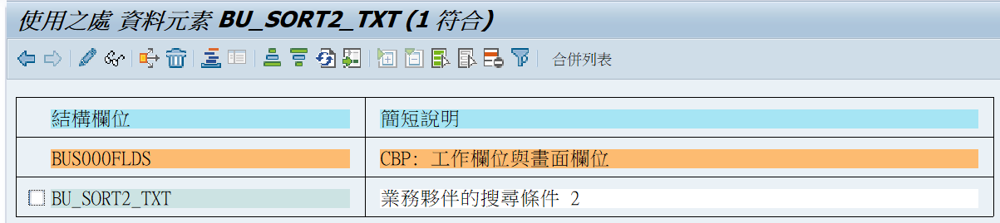 使用之處 資料元素 BU_SORT2_TXT (1 符合)
合併列表
結構欄位 簡短說明
BUS000FLDS CBP: 工作欄位與畫面欄位
BU_SORT2_TXT 業務夥伴的搜尋條件 2